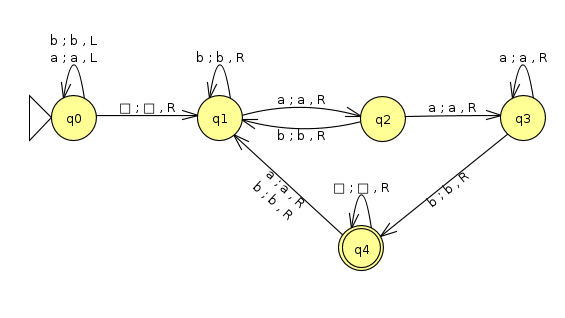 b ; b , L
a ; a , L
b ; b , R
a ; a , R
□ ; □ , R
a ; a , R
a ; a , R
q0
q1
q2
q3
b ; b , R
a ; a , R
b ; b , R
□ ; □ , R
b ; b , R
q4